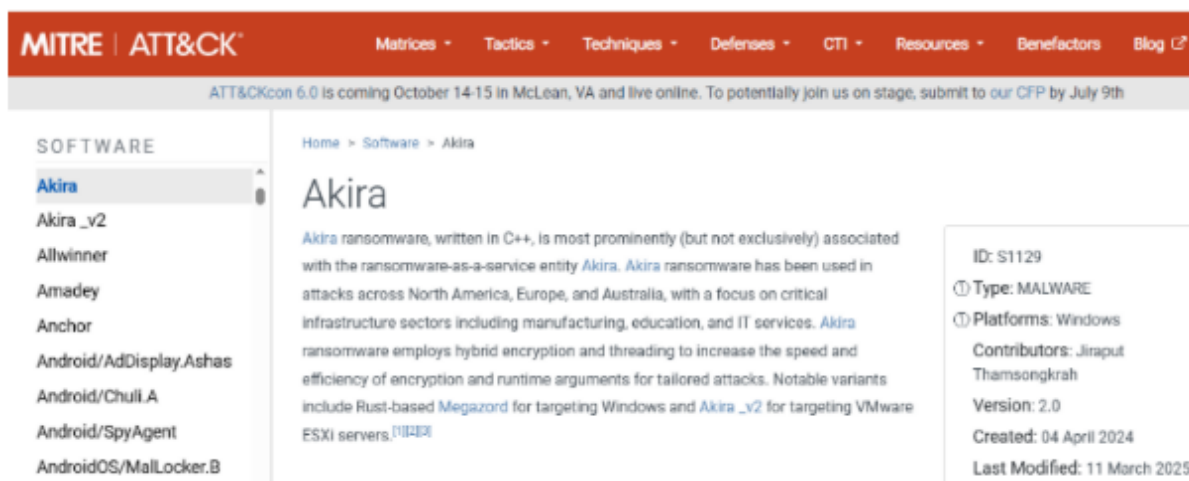 MITRE | ATT&CK®
Matrices Tactics Techniques Defenses CTI Resources Benefactors Blog
ATT&CKcon 6.0 is coming October 14-15 in McLean, VA and live online. To potentially join us on stage, submit to our CFP by July 9th
SOFTWARE
Akira
Akira _v2
Allwinner
Amadey
Anchor
Android/AdDisplay.Ashas
Android/Chuli.A
Android/SpyAgent
AndroidOS/MalLocker.B
Home > Software > Akira
Akira
Akira ransomware, written in C++, is most prominently (but not exclusively) associated
with the ransomware-as-a-service entity Akira. Akira ransomware has been used in
attacks across North America, Europe, and Australia, with a focus on critical
infrastructure sectors including manufacturing, education, and IT services. Akira
ransomware employs hybrid encryption and threading to increase the speed and
efficiency of encryption and runtime arguments for tailored attacks. Notable variants
include Rust-based Megazord for targeting Windows and Akira _v2 for targeting VMware
ESXi servers.[1][2][3]
ID: S1129
Type: MALWARE
Platforms: Windows
Contributors: Jiraput
Thamsongkrah
Version: 2.0
Created: 04 April 2024
Last Modified: 11 March 2025